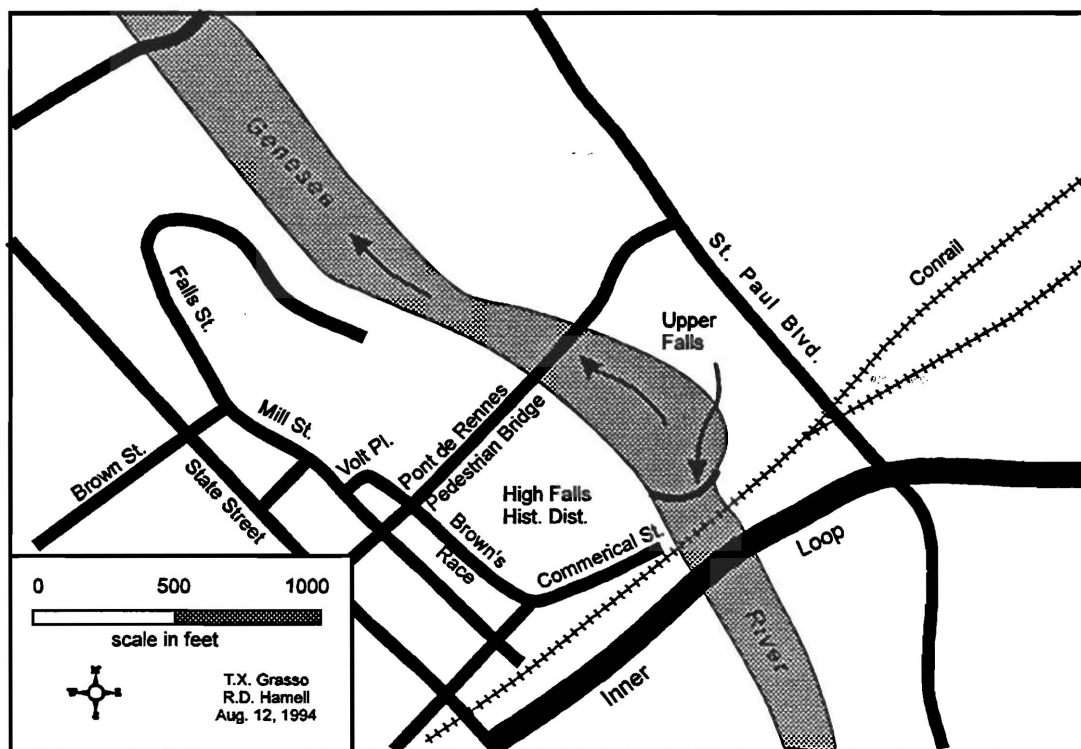 Genesee
St. Paul Blvd.
Conrail
Upper
Falls
Falls St.
Mill St.
Volt Pl.
Pont de Rennes
Pedestrian Bridge
Brown St.
State Street
High Falls
Hist. Dist.
Brown's
Race
Commerical St.
Loop
Inner
River
0 500 1000
scale in feet
N
W E
S
T.X. Grasso
R.D. Hamell
Aug. 12, 1994